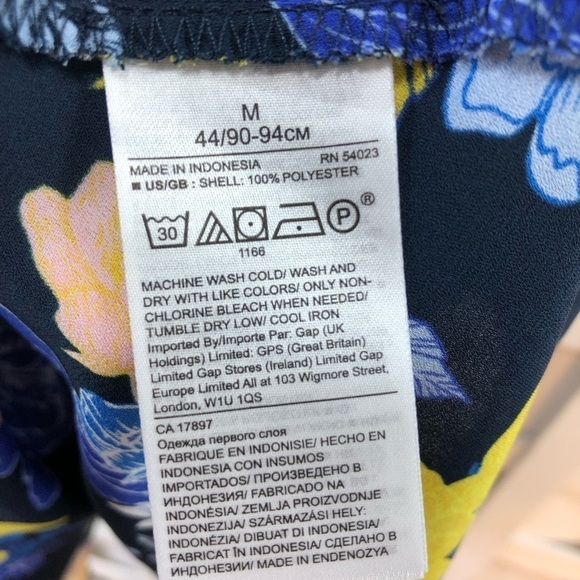 M
44/90-94CM
MADE IN INDONESIA RN 54023
■ US/GB : SHELL: 100% POLYESTER
30 P ®
1166
MACHINE WASH COLD/ WASH AND
DRY WITH LIKE COLORS/ ONLY NON-
CHLORINE BLEACH WHEN NEEDED/
TUMBLE DRY LOW/ COOL IRON
Imported By/Importe Par. Gap (UK
Holdings) Limited: GPS (Great Britain)
Limited Gap Stores (Ireland) Limited Gap
Europe Limited All at 103 Wigmore Street,
London, W1U 1QS
CA 17897
Одежда первого слоя
FABRIQUE EN INDONISIE/ HECHO EN
INDONESIA CON INSUMOS
IMPORTADOS/ПРОИЗВЕДЕНО В
ИНДОНЕЗИЯ/ FABRICADO NA
INDONÉSIA/ ZEMLJA PROIZVODNJE
INDONEZIJA/ SZÁRMAZÁSI HELY:
INDONÉZIA/ DIBUAT DI INDONESIA/
FABRICAT ÎN INDONEZIA/ СДЕЛАНО В
ИНДОНЕЗИЯ/ MADE IN ENDENOZYA